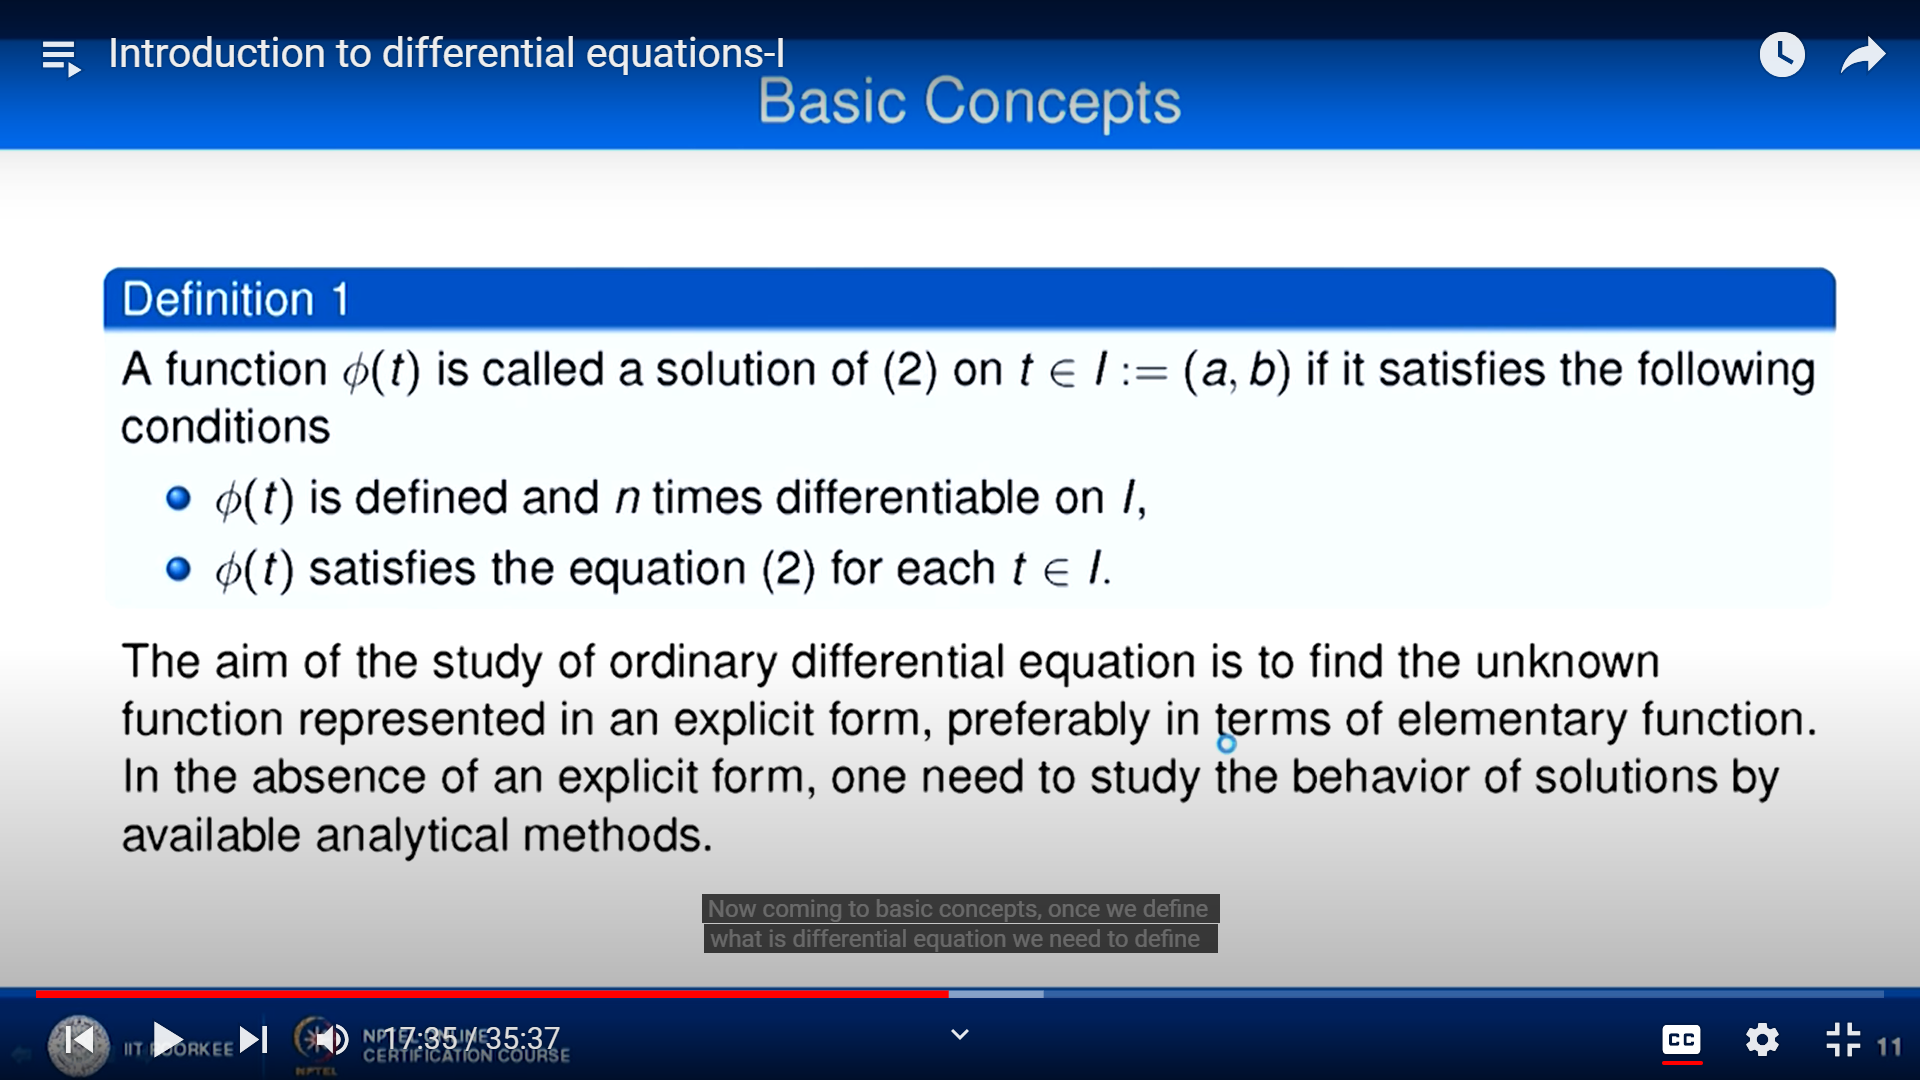 Introduction to differential equations-I
Basic Concepts
Definition 1
A function ϕ(t) is called a solution of (2) on t ∈ I := (a, b) if it satisfies the following
conditions
ϕ(t) is defined and n times differentiable on I,
ϕ(t) satisfies the equation (2) for each t ∈ I.
The aim of the study of ordinary differential equation is to find the unknown
function represented in an explicit form, preferably in terms of elementary function.
In the absence of an explicit form, one need to study the behavior of solutions by
available analytical methods.
Now coming to basic concepts, once we define
what is differential equation we need to define
IIT ROORKEE
NPTEL ONLINE
CERTIFICATION COURSE
NPTEL
17:35 / 35:37
CC
11